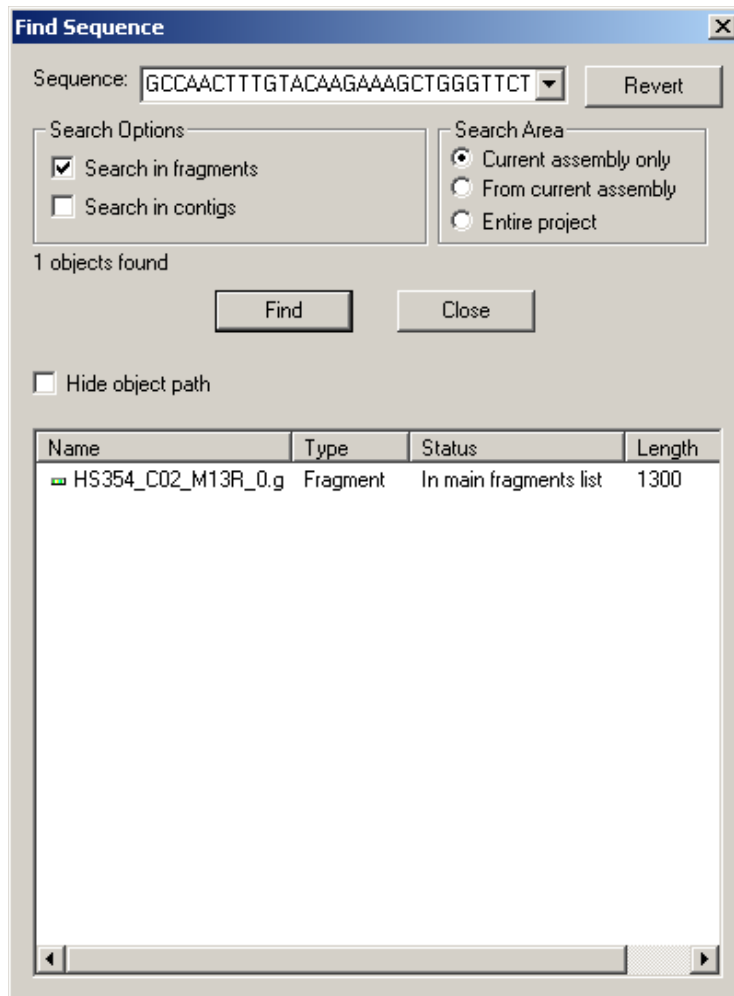 Find Sequence
Sequence: GCCAACTTTGTACAAGAAAGCTGGGTTCT Revert
Search Options
Search in fragments
Search in contigs
Search Area
Current assembly only
From current assembly
Entire project
1 objects found
Find Close
Hide object path
Name Type Status Length
HS354_C02_M13R_0.g Fragment In main fragments list 1300